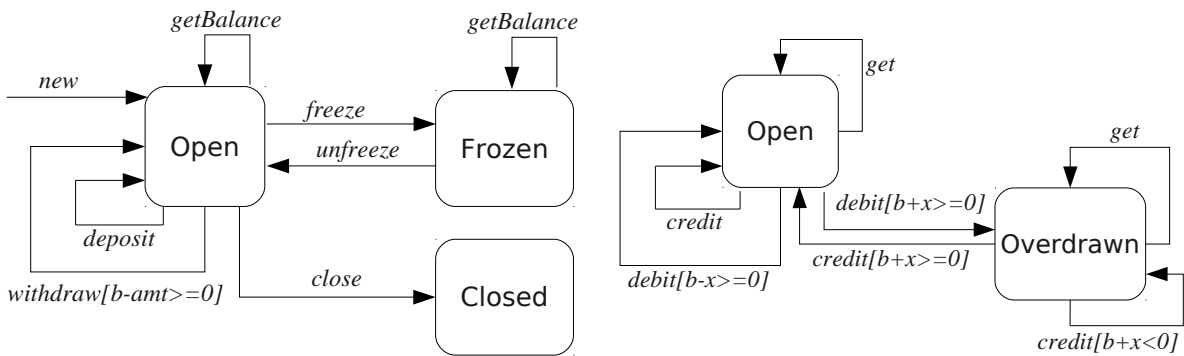 getBalance
getBalance
new
freeze
Open
unfreeze
Frozen
deposit
withdraw[b-amt>=0]
close
Closed
get
Open
credit
debit[b-x>=0]
debit[b+x>=0]
credit[b+x>=0]
get
Overdrawn
credit[b+x<0]